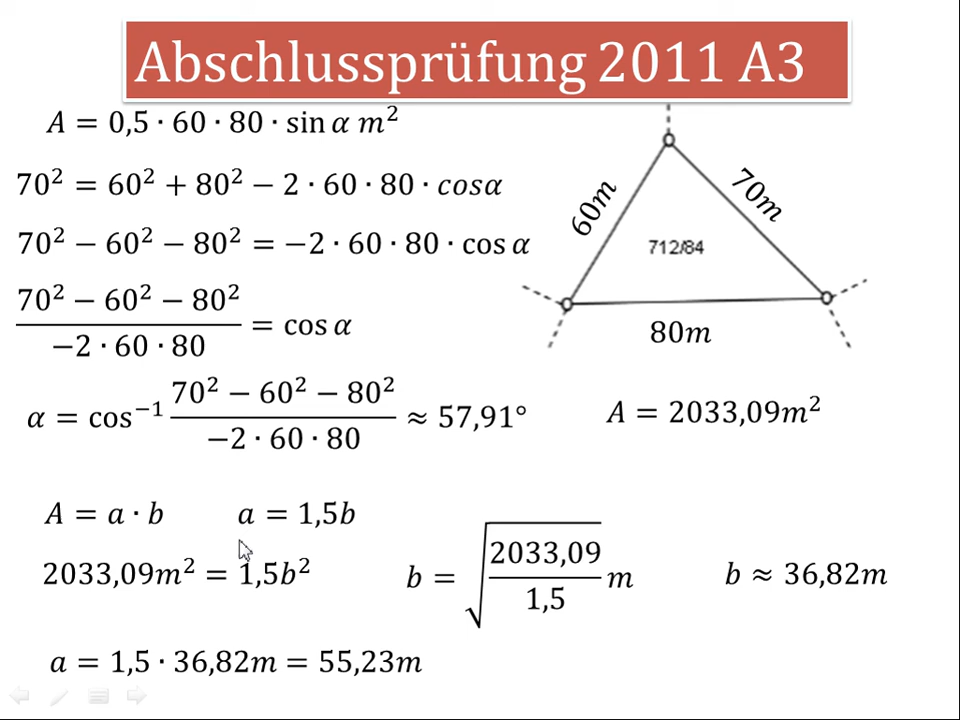 Abschlussprüfung 2011 A3
A = 0,5 · 60 · 80 · sin α m²
70² = 60² + 80² − 2 · 60 · 80 · cosα
70² − 60² − 80² = −2 · 60 · 80 · cos α
70² − 60² − 80²
= cos α
−2 · 60 · 80
60m
70m
712/84
80m
70² − 60² − 80²
α = cos⁻¹ ≈ 57,91°
−2 · 60 · 80
A = 2033,09m²
A = a · b a = 1,5b
2033,09m² = 1,5b²
b = √ 2033,09 / 1,5 m
b ≈ 36,82m
a = 1,5 · 36,82m = 55,23m